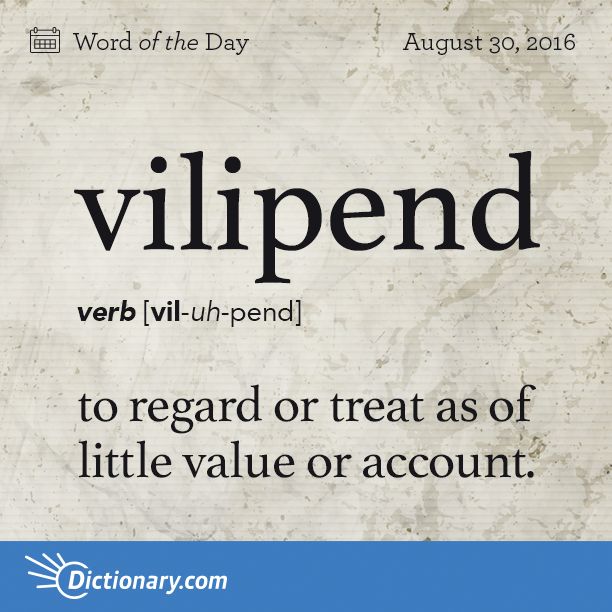 Word of the Day August 30, 2016
vilipend
verb [vil-uh-pend]
to regard or treat as of
little value or account.
Dictionary.com